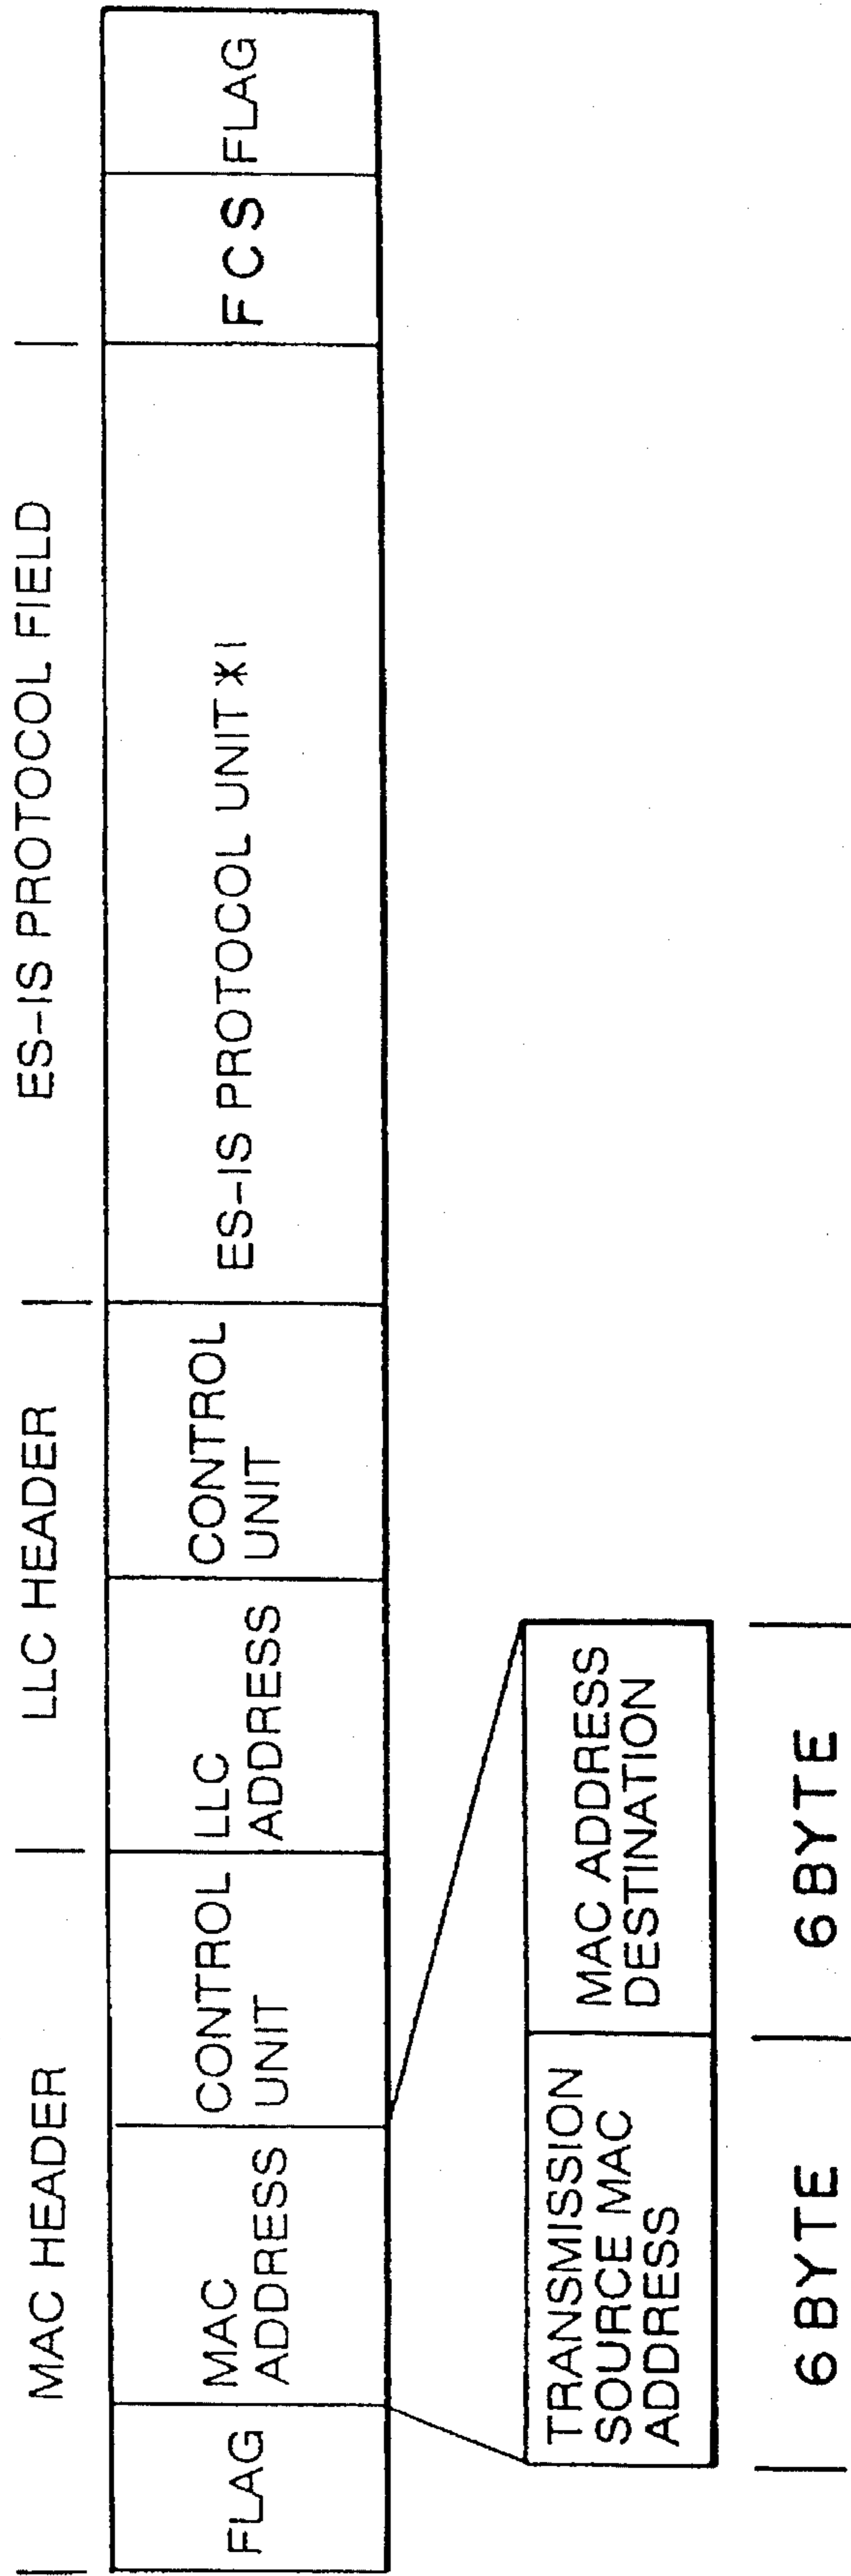 MAC HEADER
LLC HEADER
ES-IS PROTOCOL FIELD
FLAG
MAC
ADDRESS
CONTROL
UNIT
LLC
ADDRESS
CONTROL
UNIT
ES-IS PROTOCOL UNIT ※1
FCS
FLAG
TRANSMISSION
SOURCE MAC
ADDRESS
MAC ADDRESS
DESTINATION
6 BYTE
6 BYTE